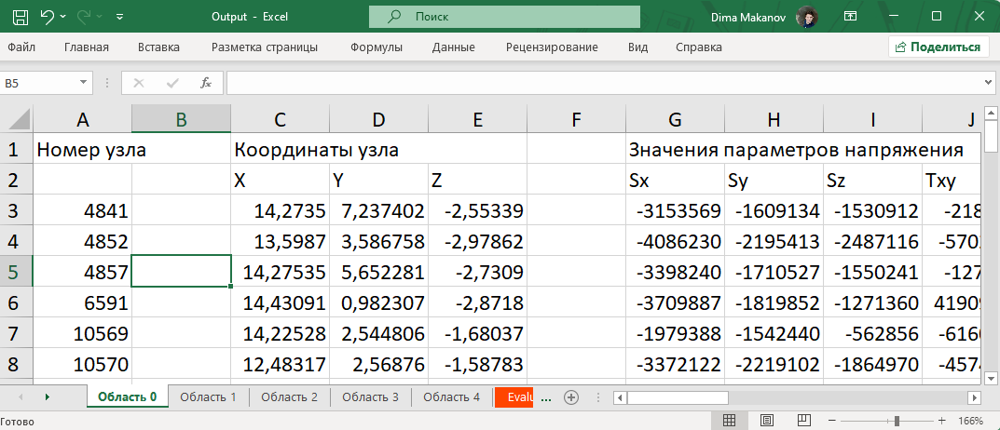 Output - Excel
Поиск
Dima Makanov
Файл Главная Вставка Разметка страницы Формулы Данные Рецензирование Вид Справка Поделиться
B5 fx
A B C D E F G H I J
1 Номер узла Координаты узла Значения параметров напряжения
2 X Y Z Sx Sy Sz Txy
3 4841 14,2735 7,237402 -2,55339 -3153569 -1609134 -1530912 -218
4 4852 13,5987 3,586758 -2,97862 -4086230 -2195413 -2487116 -570
5 4857 14,27535 5,652281 -2,7309 -3398240 -1710527 -1550241 -127
6 6591 14,43091 0,982307 -2,8718 -3709887 -1819852 -1271360 4190
7 10569 14,22528 2,544806 -1,68037 -1979388 -1542440 -562856 -616
8 10570 12,48317 2,56876 -1,58783 -3372122 -2219102 -1864970 -457
Область 0 Область 1 Область 2 Область 3 Область 4 Evalu ...
Готово 166%